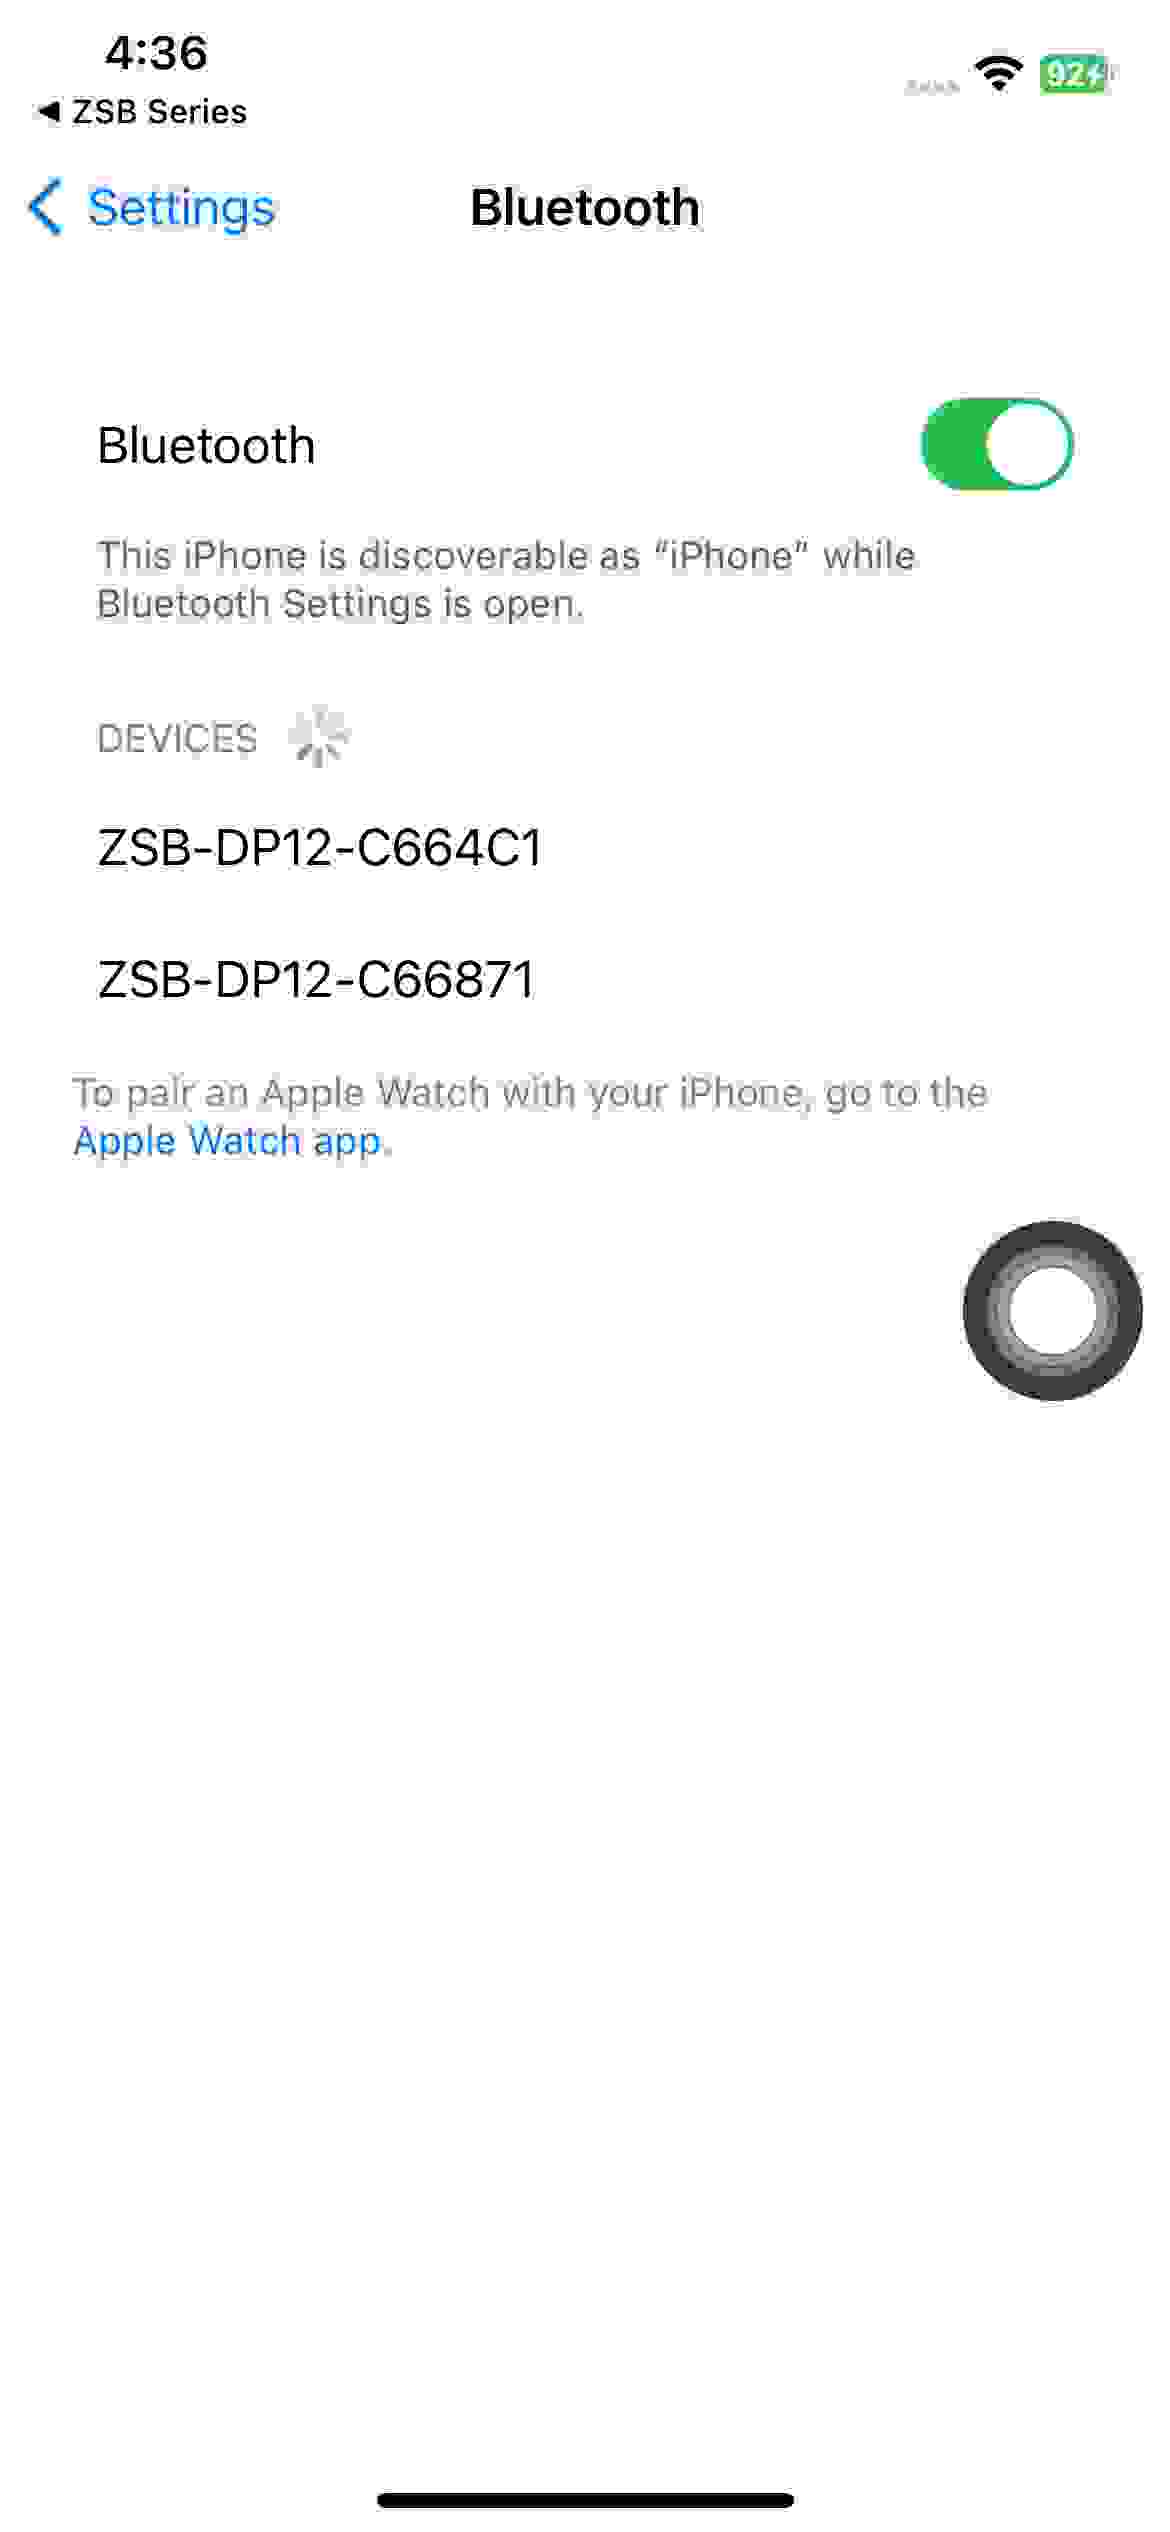 4:36
◀ ZSB Series
92
Settings
Bluetooth
Bluetooth
This iPhone is discoverable as “iPhone” while
Bluetooth Settings is open.
DEVICES
ZSB-DP12-C664C1
ZSB-DP12-C66871
To pair an Apple Watch with your iPhone, go to the
Apple Watch app.